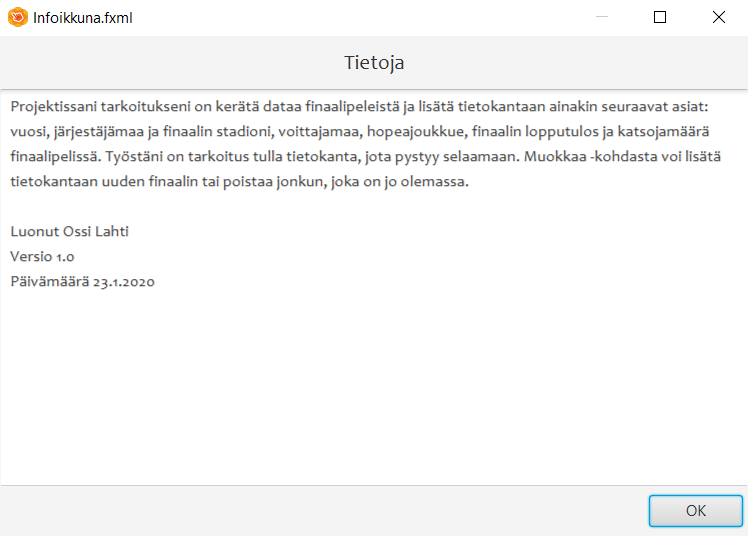 Infoikkuna.fxml
Tietoja
Projektissani tarkoitukseni on kerätä dataa finaalipeleistä ja lisätä tietokantaan ainakin seuraavat asiat:
vuosi, järjestäjämaa ja finaalin stadioni, voittajamaa, hopeajoukkue, finaalin lopputulos ja katsojamäärä
finaalipelissä. Työstäni on tarkoitus tulla tietokanta, jota pystyy selaamaan. Muokkaa -kohdasta voi lisätä
tietokantaan uuden finaalin tai poistaa jonkun, joka on jo olemassa.
Luonut Ossi Lahti
Versio 1.0
Päivämäärä 23.1.2020
OK